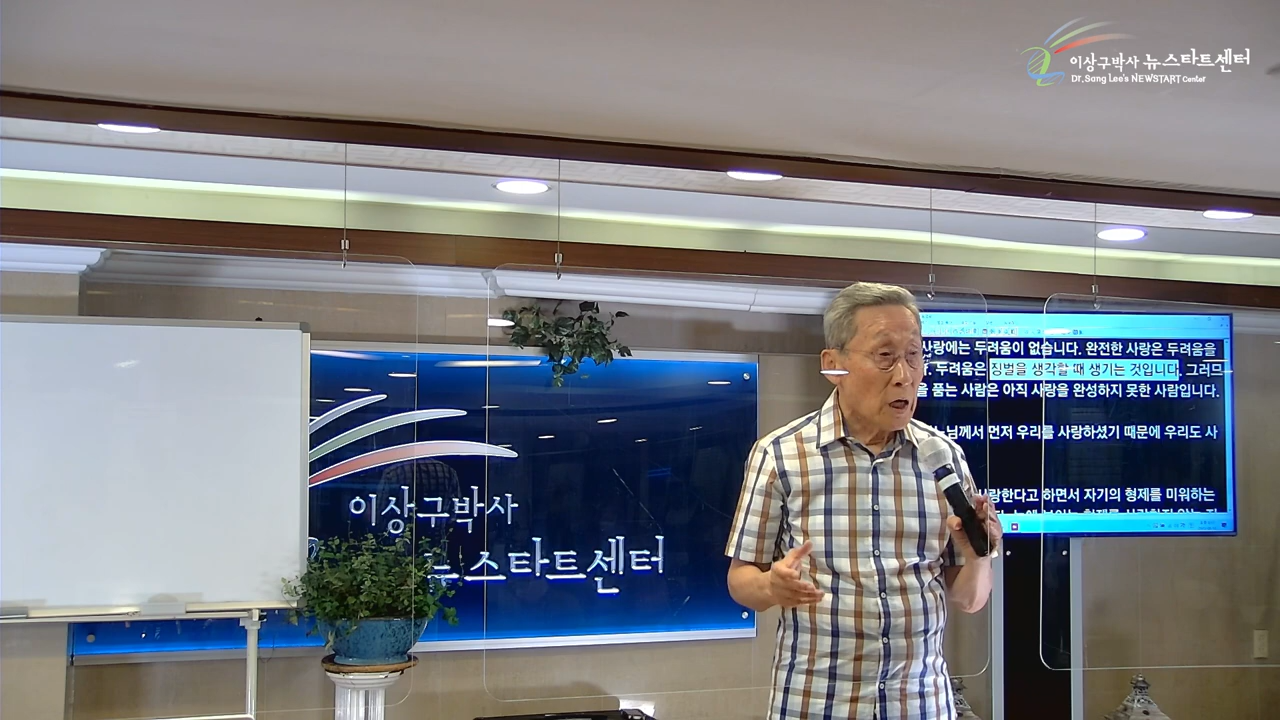 이상구박사 뉴스타트센터
Dr. Sang Lee's NEWSTART Center
이상구박사
뉴스타트센터
사랑에는 두려움이 없습니다. 완전한 사랑은 두려움을
두려움은 징벌을 생각할 때 생기는 것입니다. 그러므
품는 사람은 아직 사랑을 완성하지 못한 사람입니다.
님께서 먼저 우리를 사랑하셨기 때문에 우리도 사
사랑한다고 하면서 자기의 형제를 미워하는